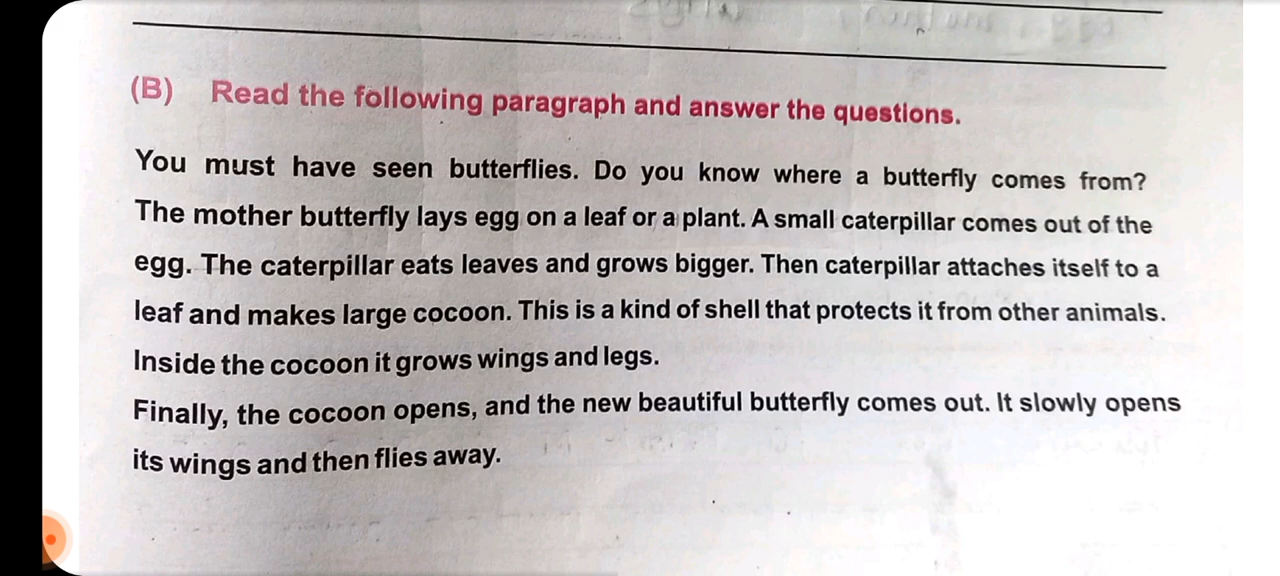 (B) Read the following paragraph and answer the questions.
You must have seen butterflies. Do you know where a butterfly comes from?
The mother butterfly lays egg on a leaf or a plant. A small caterpillar comes out of the
egg. The caterpillar eats leaves and grows bigger. Then caterpillar attaches itself to a
leaf and makes large cocoon. This is a kind of shell that protects it from other animals.
Inside the cocoon it grows wings and legs.
Finally, the cocoon opens, and the new beautiful butterfly comes out. It slowly opens
its wings and then flies away.